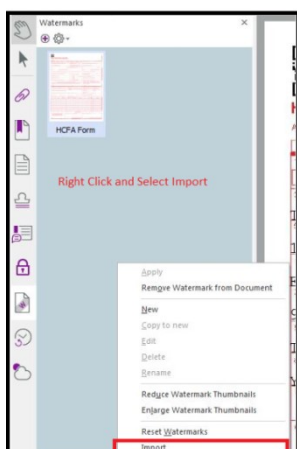 Watermarks
HCFA Form
Right Click and Select Import
Apply
Remove Watermark from Document
New
Copy to new
Edit
Delete
Rename
Reduce Watermark Thumbnails
Enlarge Watermark Thumbnails
Reset Watermarks
Import